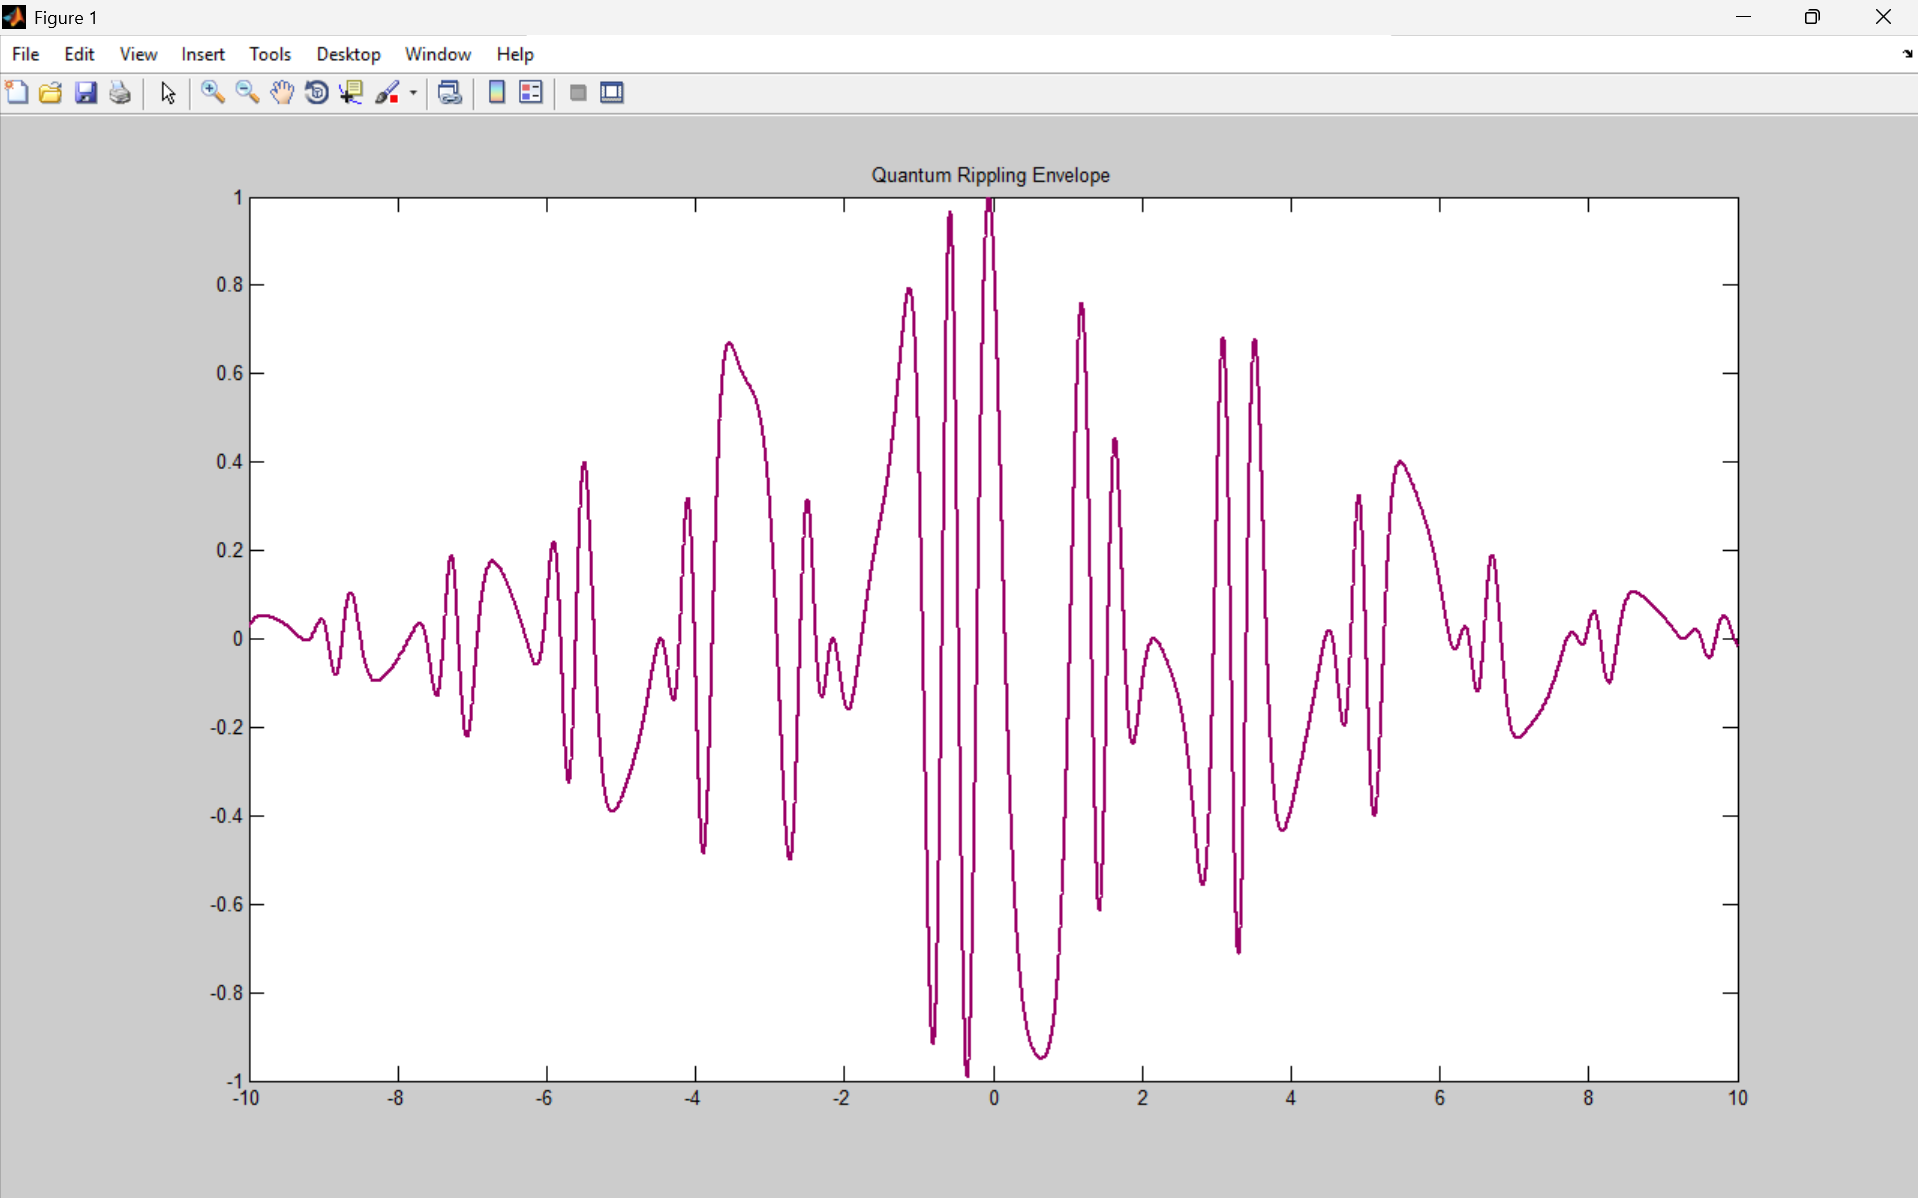 Figure 1
File Edit View Insert Tools Desktop Window Help
Quantum Rippling Envelope
1
0.8
0.6
0.4
0.2
0
-0.2
-0.4
-0.6
-0.8
-1
-10 -8 -6 -4 -2 0 2 4 6 8 10